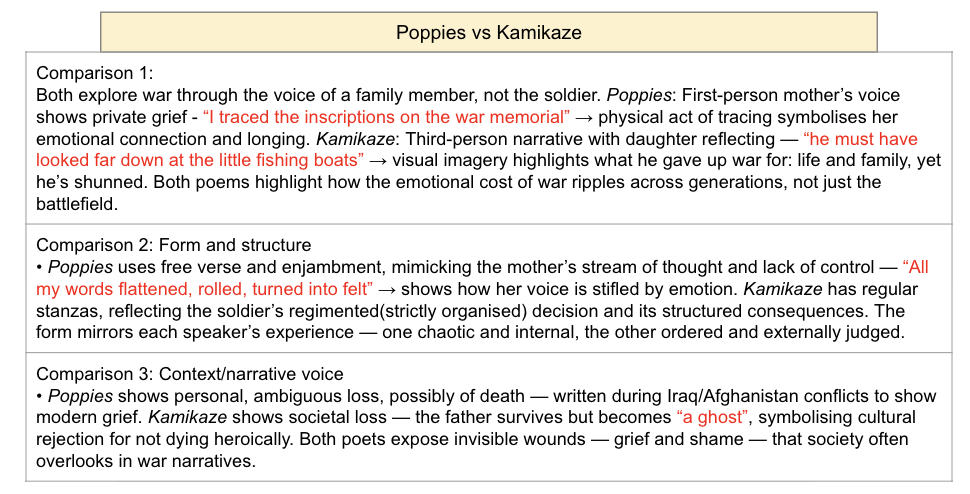 Poppies vs Kamikaze
Comparison 1:
Both explore war through the voice of a family member, not the soldier. Poppies: First-person mother’s voice
shows private grief - “I traced the inscriptions on the war memorial” → physical act of tracing symbolises her
emotional connection and longing. Kamikaze: Third-person narrative with daughter reflecting — “he must have
looked far down at the little fishing boats” → visual imagery highlights what he gave up war for: life and family, yet
he’s shunned. Both poems highlight how the emotional cost of war ripples across generations, not just the
battlefield.
Comparison 2: Form and structure
• Poppies uses free verse and enjambment, mimicking the mother’s stream of thought and lack of control — “All
my words flattened, rolled, turned into felt” → shows how her voice is stifled by emotion. Kamikaze has regular
stanzas, reflecting the soldier’s regimented(strictly organised) decision and its structured consequences. The
form mirrors each speaker’s experience — one chaotic and internal, the other ordered and externally judged.
Comparison 3: Context/narrative voice
• Poppies shows personal, ambiguous loss, possibly of death — written during Iraq/Afghanistan conflicts to show
modern grief. Kamikaze shows societal loss — the father survives but becomes “a ghost”, symbolising cultural
rejection for not dying heroically. Both poets expose invisible wounds — grief and shame — that society often
overlooks in war narratives.